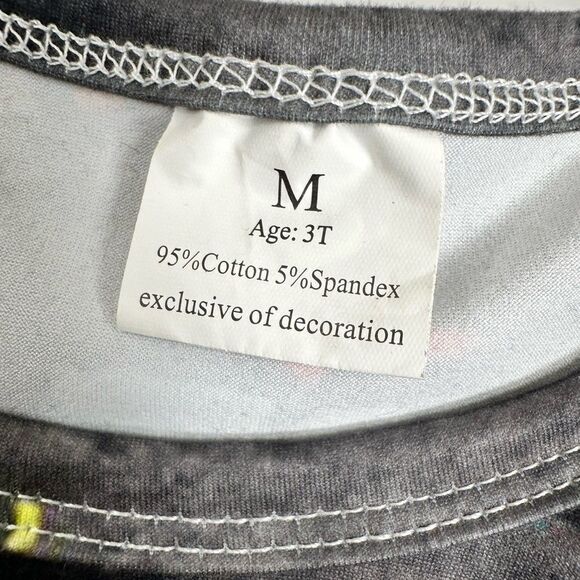 M
Age: 3T
95%Cotton 5%Spandex
exclusive of decoration